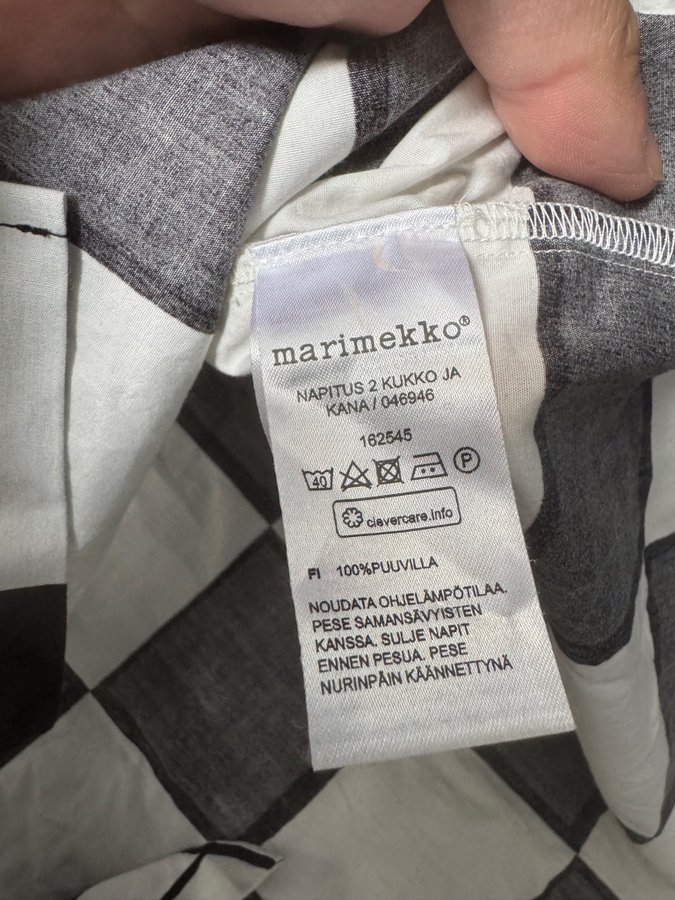 marimekko®
NAPITUS 2 KUKKO JA
KANA / 046946
162545
40 P
clevercare.info
FI 100%PUUVILLA
NOUDATA OHJELÄMPÖTILAA.
PESE SAMANSÄVYISTEN
KANSSA. SULJE NAPIT
ENNEN PESUA. PESE
NURINPÄIN KÄÄNNETTYNÄ